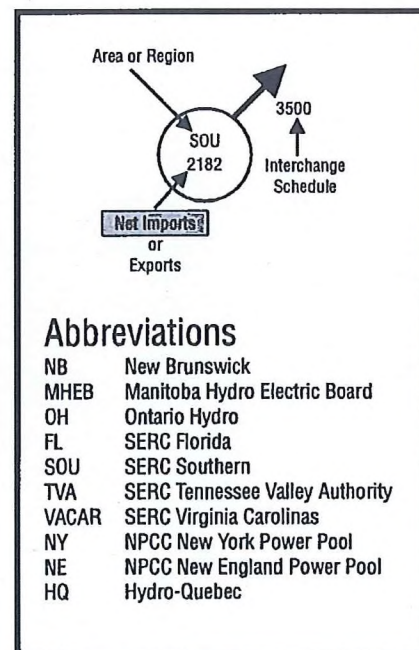 Area or Region
3500
SOU
2182
Interchange
Schedule
Net Imports
or
Exports
Abbreviations
NB New Brunswick
MHEB Manitoba Hydro Electric Board
OH Ontario Hydro
FL SERC Florida
SOU SERC Southern
TVA SERC Tennessee Valley Authority
VACAR SERC Virginia Carolinas
NY NPCC New York Power Pool
NE NPCC New England Power Pool
HQ Hydro-Quebec